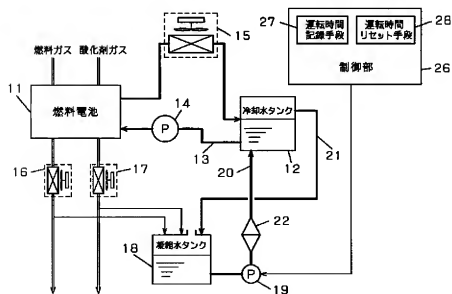 27
運転時間
記録手段
運転時間
リセット手段
28
制御部
26
15
燃料ガス
酸化剤ガス
11
燃料電池
14
P
13
冷却水タンク
12
21
20
16
17
22
18
凝縮水タンク
P
19